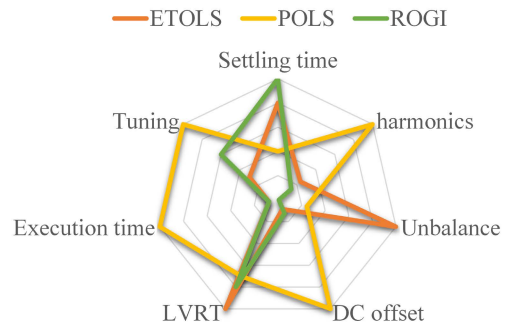 ETOLS POLS ROGI
Settling time
Tuning harmonics
Execution time Unbalance
LVRT DC offset